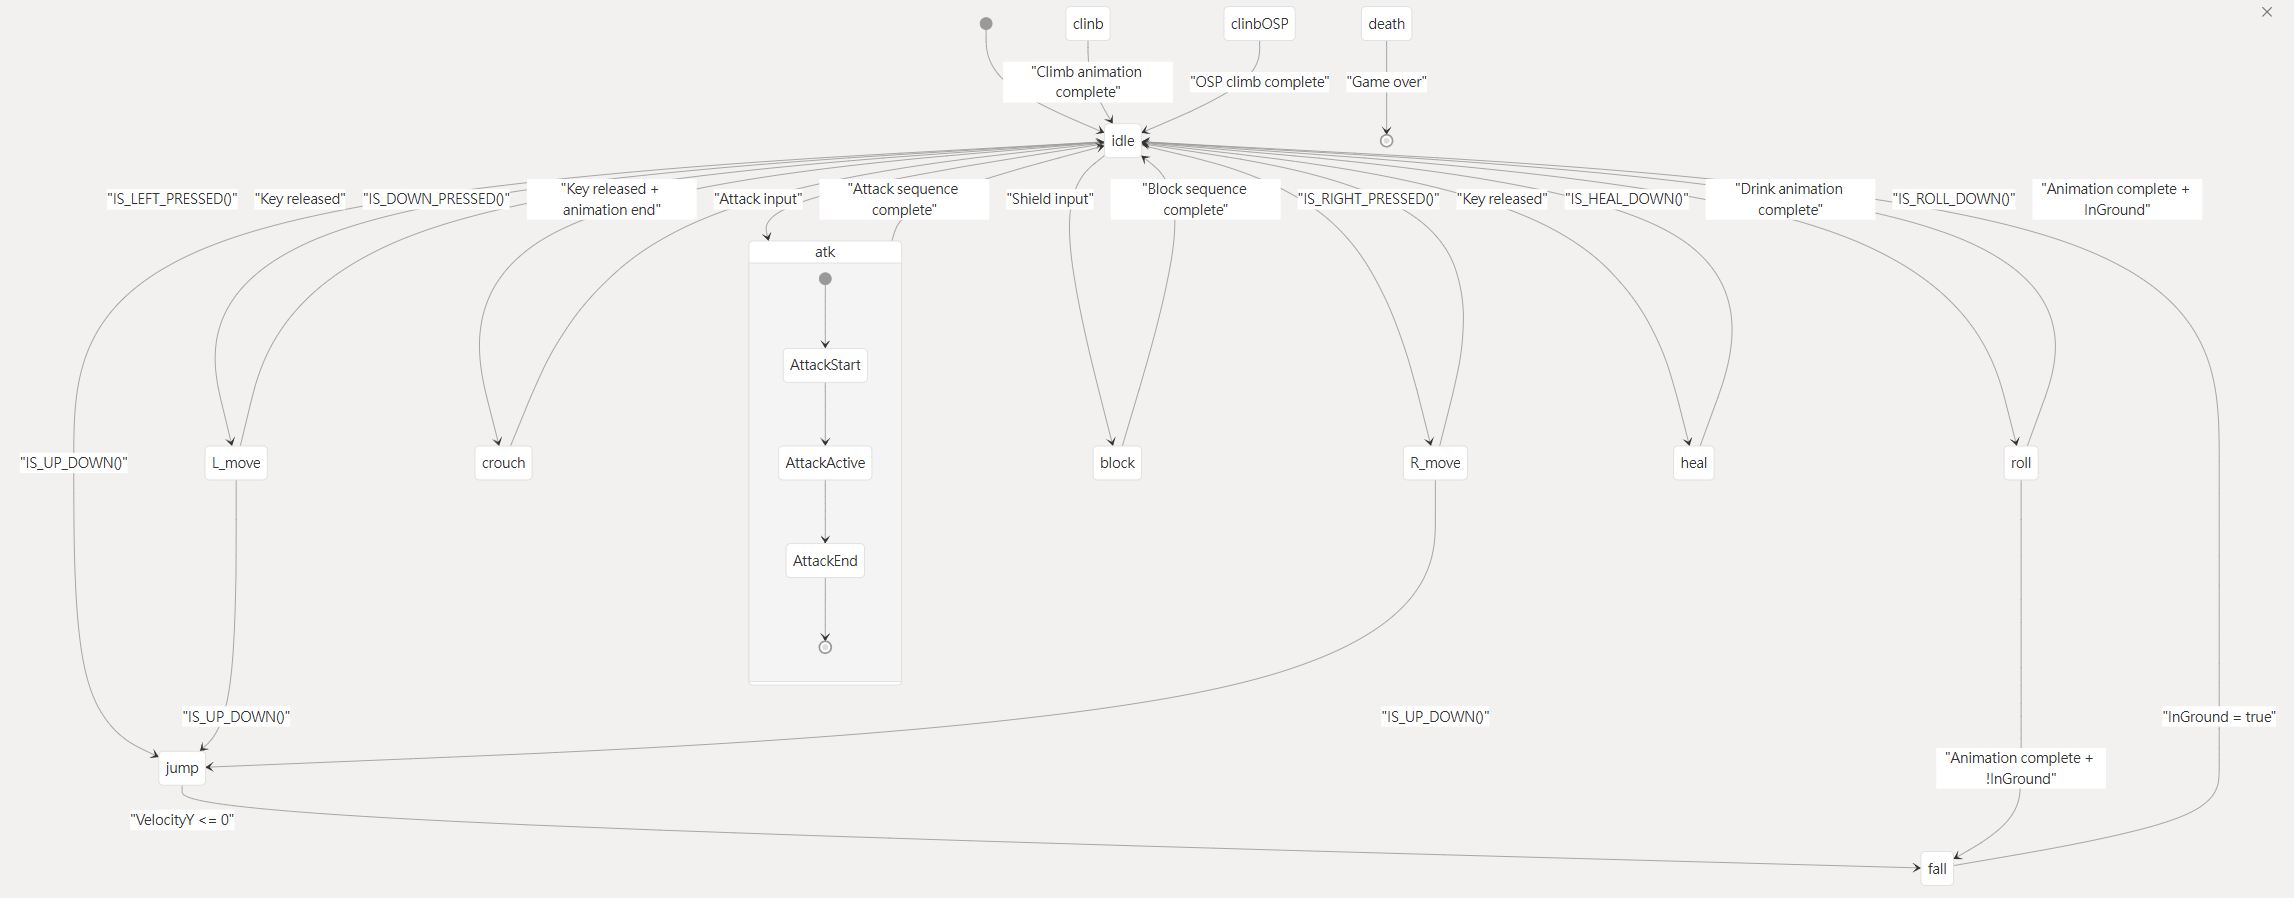 clinb
clinbOSP
death
"Climb animation
complete"
"OSP climb complete"
"Game over"
idle
"IS_LEFT_PRESSED()"
"Key released"
"IS_DOWN_PRESSED()"
"Key released +
animation end"
"Attack input"
"Attack sequence
complete"
"Shield input"
"Block sequence
complete"
"IS_RIGHT_PRESSED()"
"Key released"
"IS_HEAL_DOWN()"
"Drink animation
complete"
"IS_ROLL_DOWN()"
"Animation complete +
InGround"
atk
AttackStart
AttackActive
AttackEnd
"IS_UP_DOWN()"
L_move
crouch
block
R_move
heal
roll
"IS_UP_DOWN()"
"IS_UP_DOWN()"
"InGround = true"
jump
"Animation complete +
!InGround"
"VelocityY <= 0"
fall